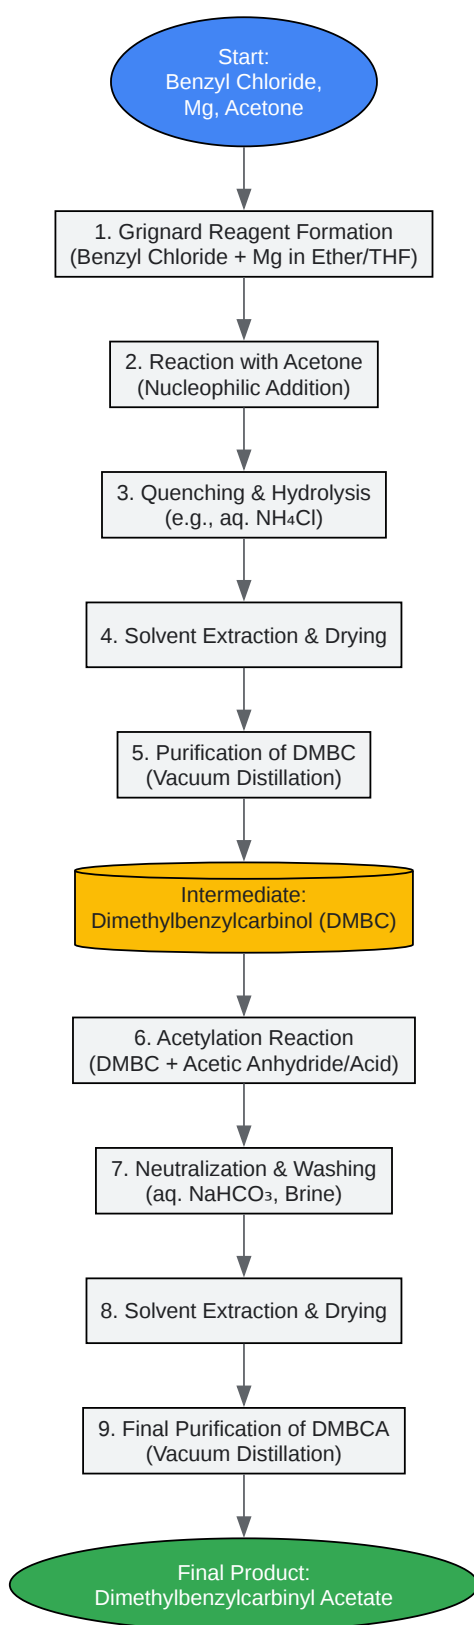 Start:
Benzyl Chloride,
Mg, Acetone
1. Grignard Reagent Formation
(Benzyl Chloride + Mg in Ether/THF)
2. Reaction with Acetone
(Nucleophilic Addition)
3. Quenching & Hydrolysis
(e.g., aq. NH₄Cl)
4. Solvent Extraction & Drying
5. Purification of DMBC
(Vacuum Distillation)
Intermediate:
Dimethylbenzylcarbinol (DMBC)
6. Acetylation Reaction
(DMBC + Acetic Anhydride/Acid)
7. Neutralization & Washing
(aq. NaHCO₃, Brine)
8. Solvent Extraction & Drying
9. Final Purification of DMBCA
(Vacuum Distillation)
Final Product:
Dimethylbenzylcarbinyl Acetate